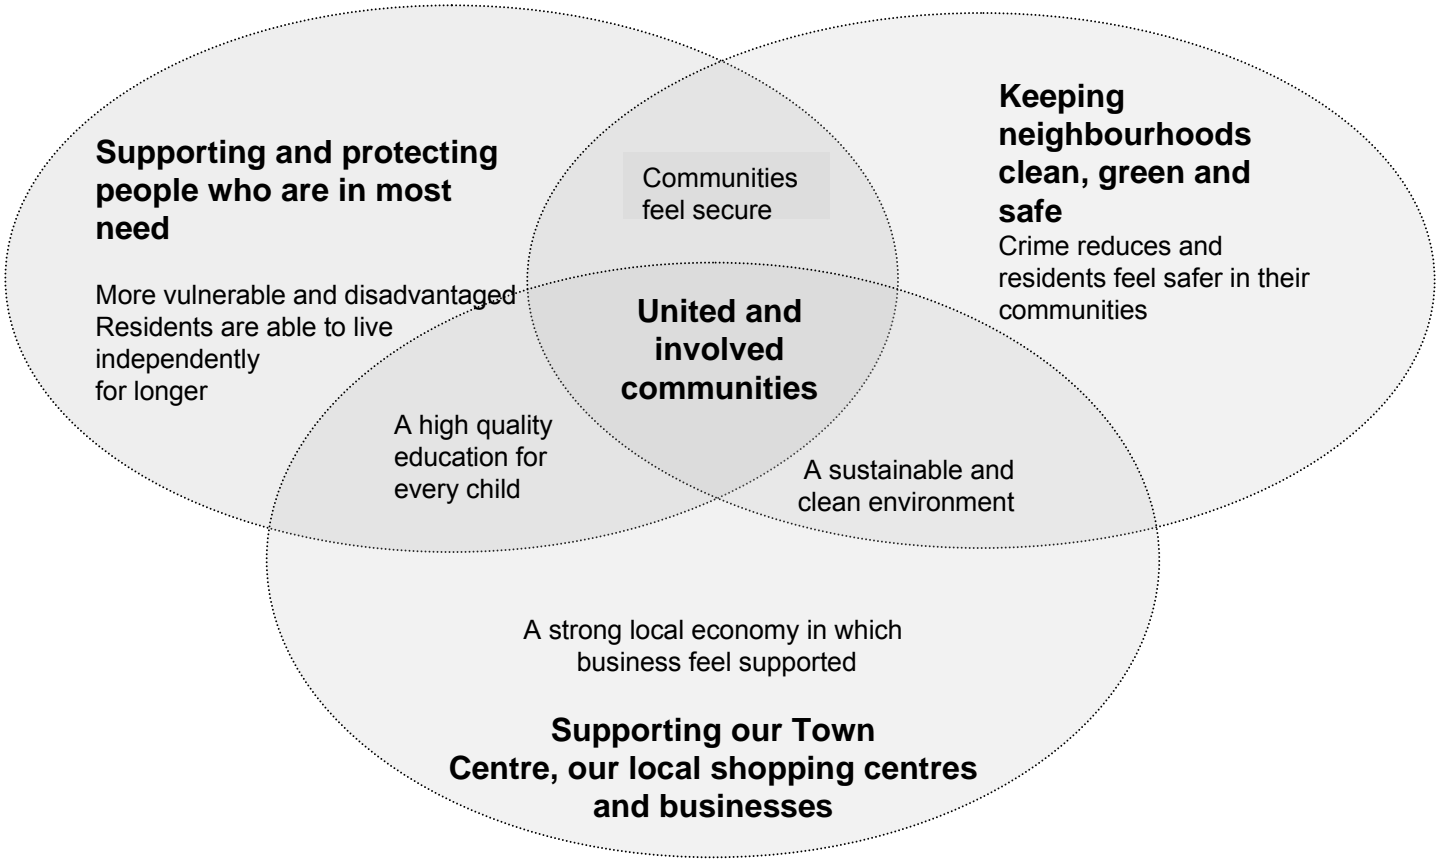 Supporting and protecting
people who are in most
need
More vulnerable and disadvantaged
Residents are able to live
independently
for longer
Communities
feel secure
Keeping
neighbourhoods
clean, green and
safe
Crime reduces and
residents feel safer in their
communities
United and
involved
communities
A high quality
education for
every child
A sustainable and
clean environment
A strong local economy in which
business feel supported
Supporting our Town
Centre, our local shopping centres
and businesses